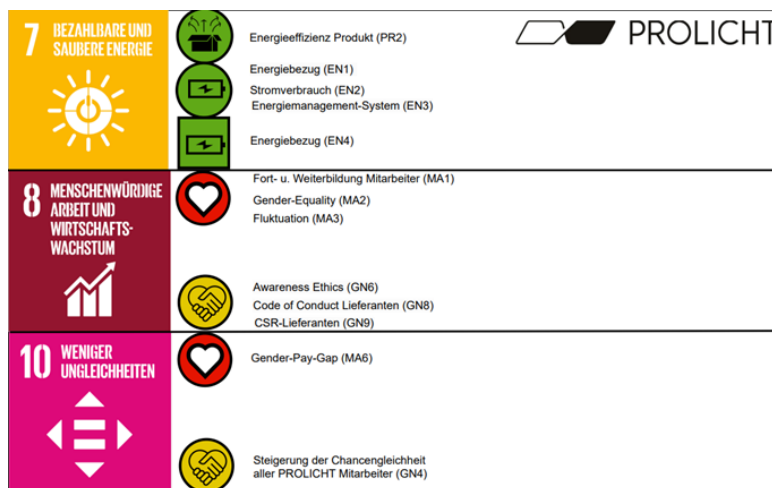 7 BEZAHLBARE UND
SAUBERE ENERGIE
Energieeffizienz Produkt (PR2)
PROLICHT
Energiebezug (EN1)
Stromverbrauch (EN2)
Energiemanagement-System (EN3)
Energiebezug (EN4)
8 MENSCHENWÜRDIGE
ARBEIT UND
WIRTSCHAFTS-
WACHSTUM
Fort- u. Weiterbildung Mitarbeiter (MA1)
Gender-Equality (MA2)
Fluktuation (MA3)
Awareness Ethics (GN6)
Code of Conduct Lieferanten (GN8)
CSR-Lieferanten (GN9)
10 WENIGER
UNGLEICHHEITEN
Gender-Pay-Gap (MA6)
Steigerung der Chancengleichheit
aller PROLICHT Mitarbeiter (GN4)